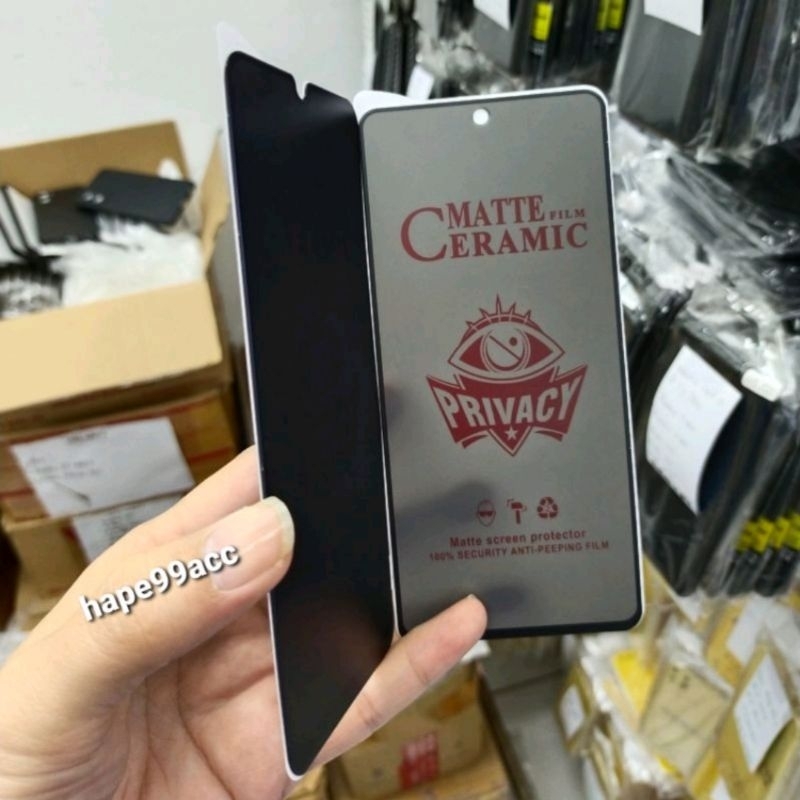 MATTE FILM
CERAMIC
PRIVACY
Matte screen protector
100% SECURITY ANTI-PEEPING FILM
hape99acc